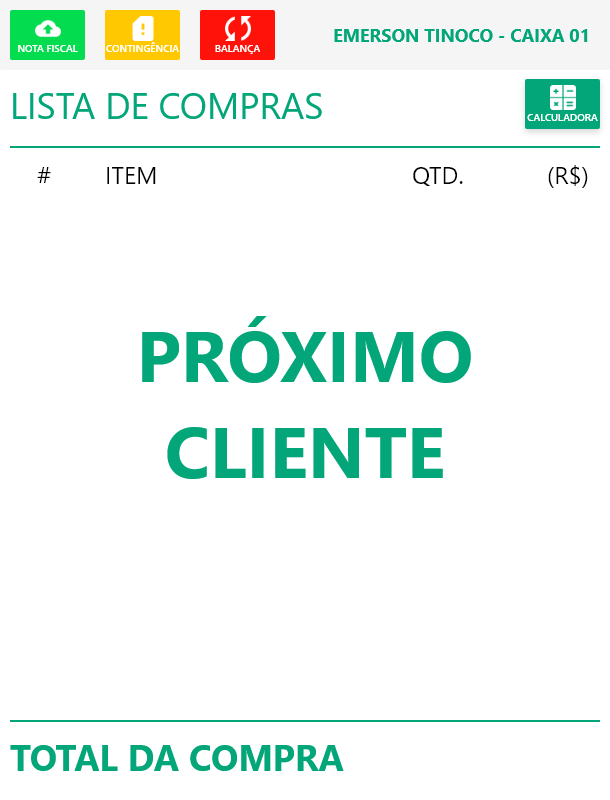 NOTA FISCAL CONTINGÊNCIA BALANÇA EMERSON TINOCO - CAIXA 01
LISTA DE COMPRAS CALCULADORA
# ITEM QTD. (R$)
PRÓXIMO
CLIENTE
TOTAL DA COMPRA